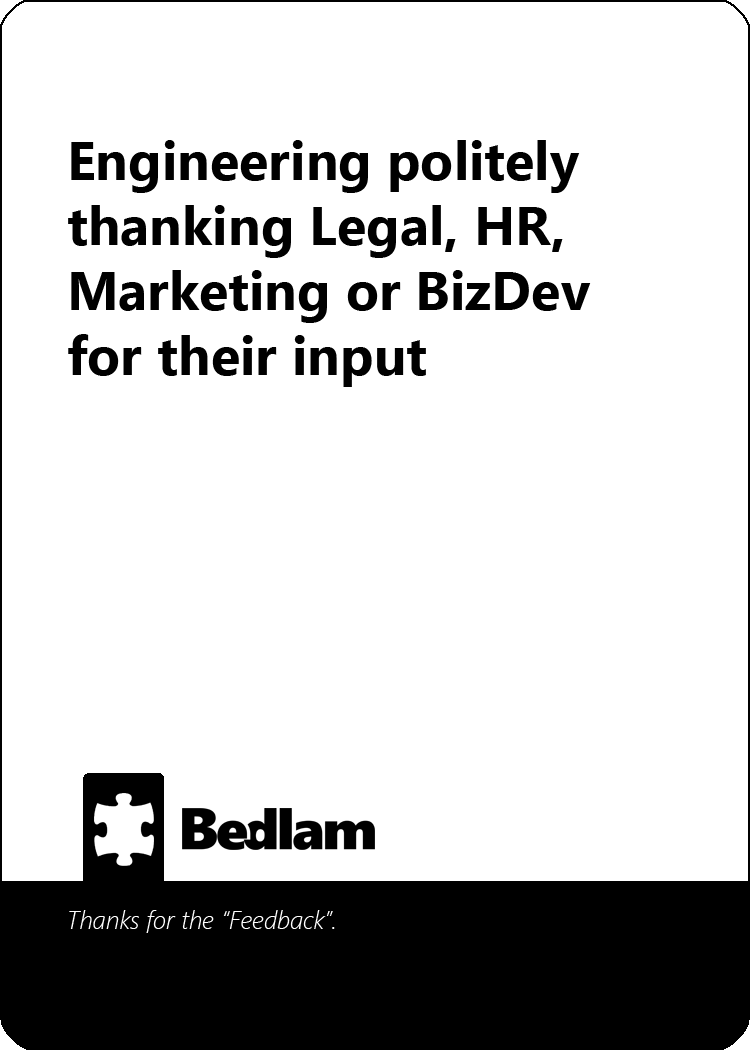 Engineering politely
thanking Legal, HR,
Marketing or BizDev
for their input
Bedlam
Thanks for the “Feedback”.